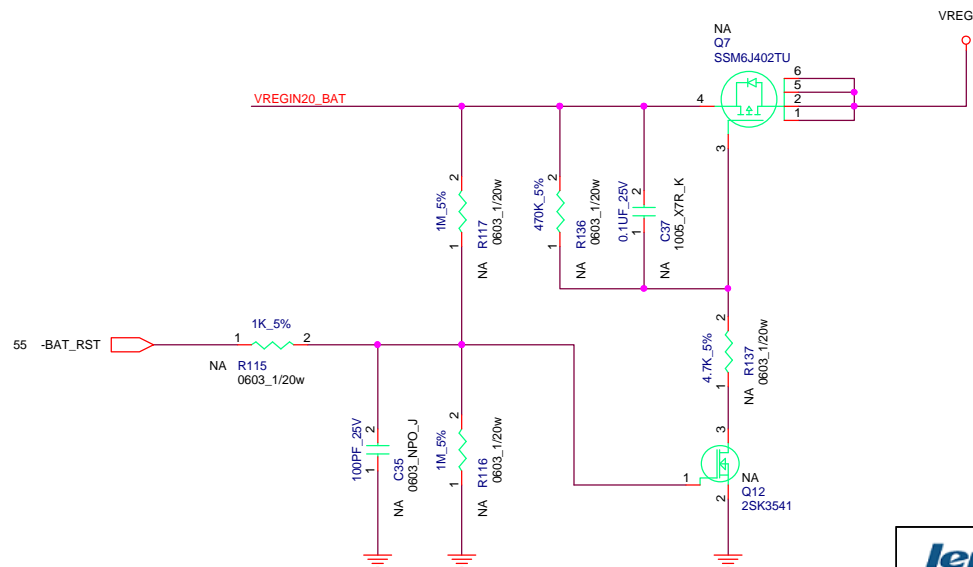 VREG
NA
Q7
SSM6J402TU
VREGIN20_BAT
4
6
5
2
1
3
2
1M_5%
1
R117
0603_1/20w
NA
2
470K_5%
1
R136
0603_1/20w
NA
2
0.1UF_25V
1
C37
1005_X7R_K
NA
55 -BAT_RST
1K_5%
1
2
NA R115
0603_1/20w
2
4.7K_5%
1
R137
0603_1/20w
NA
2
100PF_25V
1
C35
0603_NPO_J
NA
2
1M_5%
1
R116
0603_1/20w
NA
3
1
2
NA
Q12
2SK3541